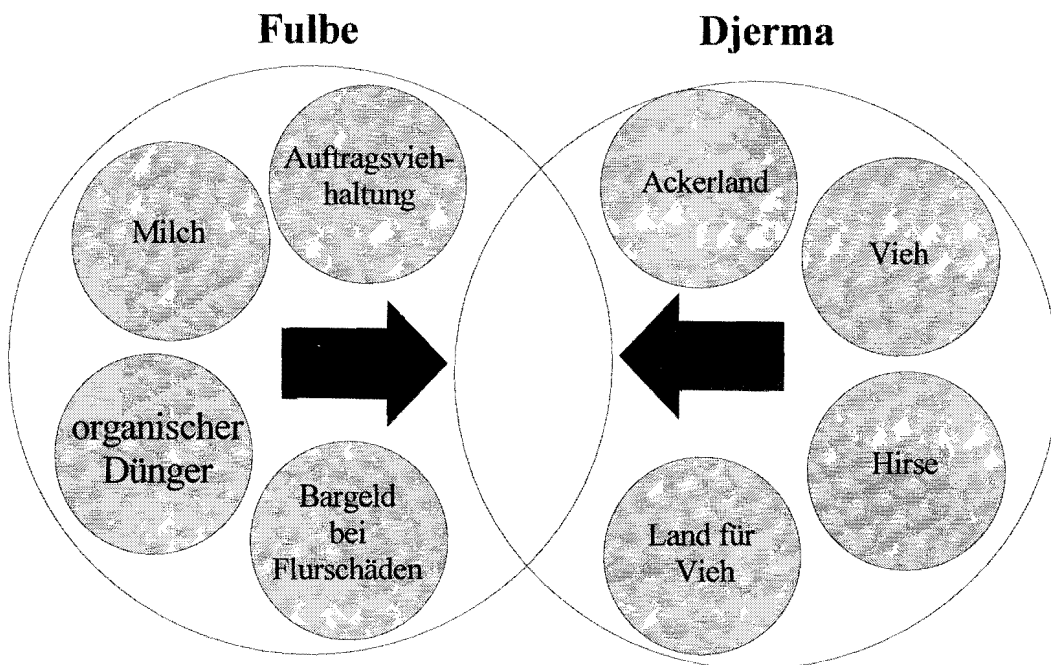 Fulbe
Djerma
Auftragsvieh-
haltung
Milch
organischer
Dünger
Bargeld
bei
Flurschäden
Ackerland
Vieh
Hirse
Land für
Vieh